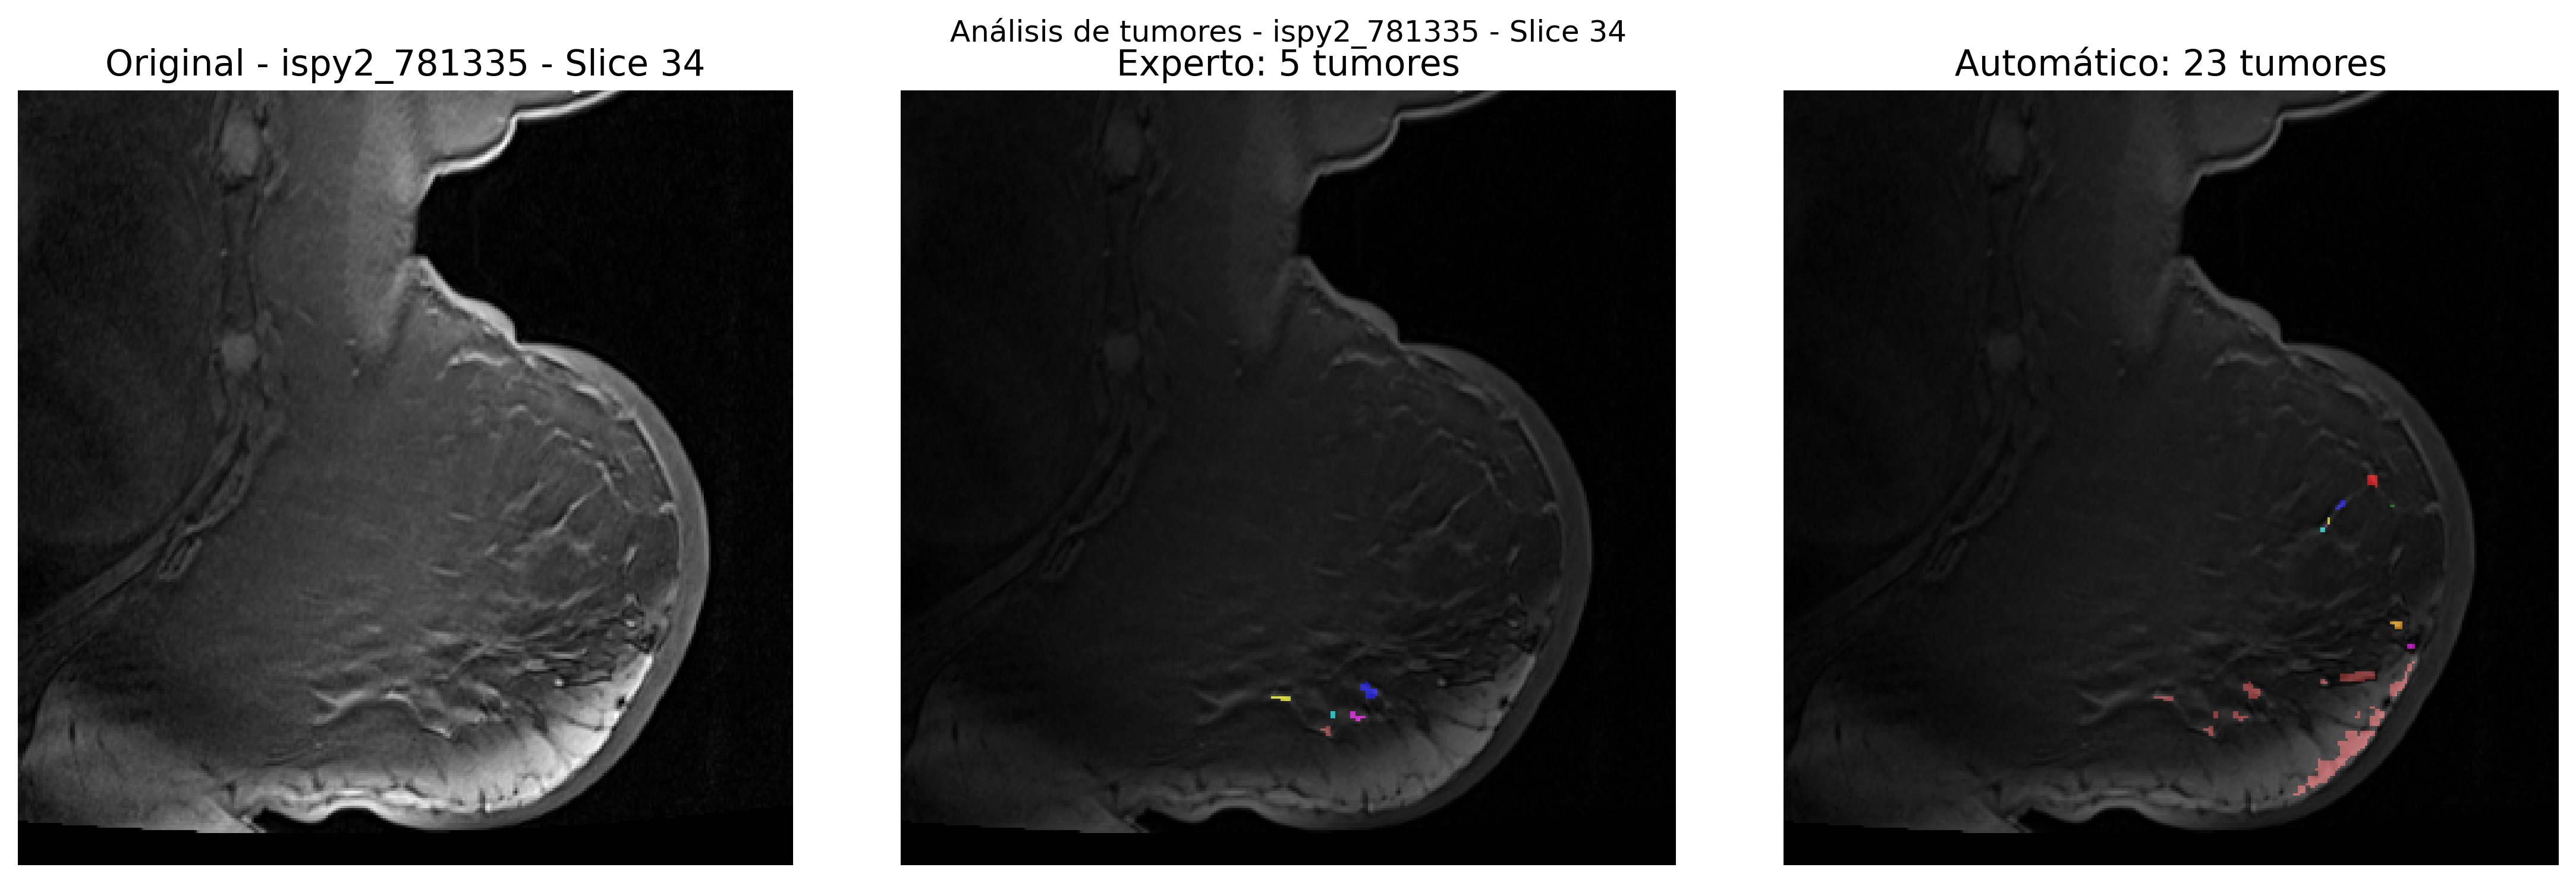 Análisis de tumores - ispy2_781335 - Slice 34
Original - ispy2_781335 - Slice 34
Experto: 5 tumores
Automático: 23 tumores